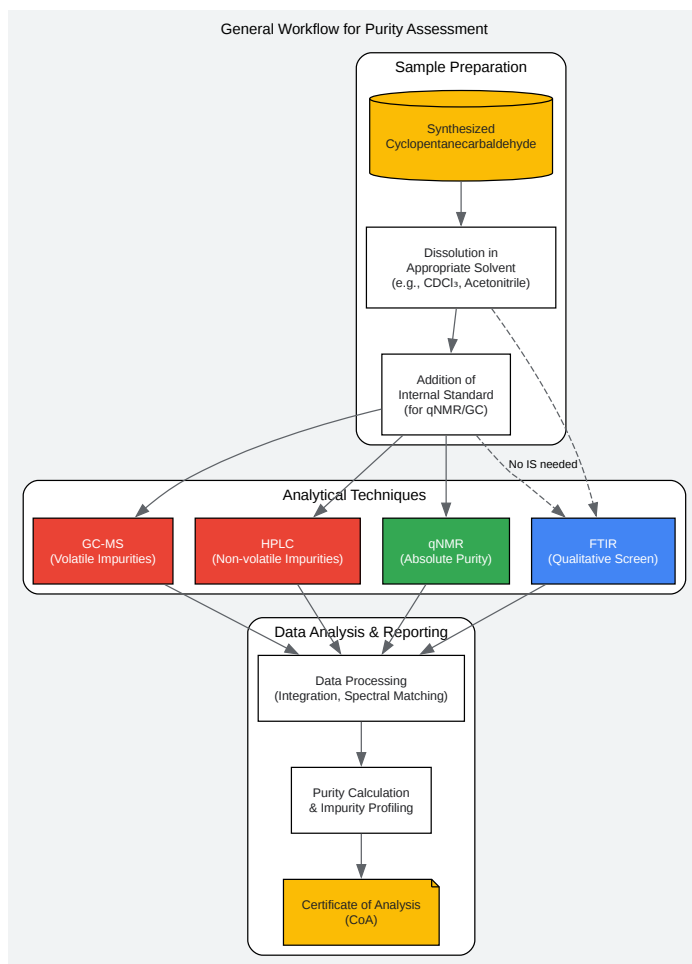 General Workflow for Purity Assessment
Sample Preparation
Synthesized
Cyclopentanecarbaldehyde
Dissolution in
Appropriate Solvent
(e.g., CDCl₃, Acetonitrile)
Addition of
Internal Standard
(for qNMR/GC)
No IS needed
Analytical Techniques
GC-MS
(Volatile Impurities)
HPLC
(Non-volatile Impurities)
qNMR
(Absolute Purity)
FTIR
(Qualitative Screen)
Data Analysis & Reporting
Data Processing
(Integration, Spectral Matching)
Purity Calculation
& Impurity Profiling
Certificate of Analysis
(CoA)